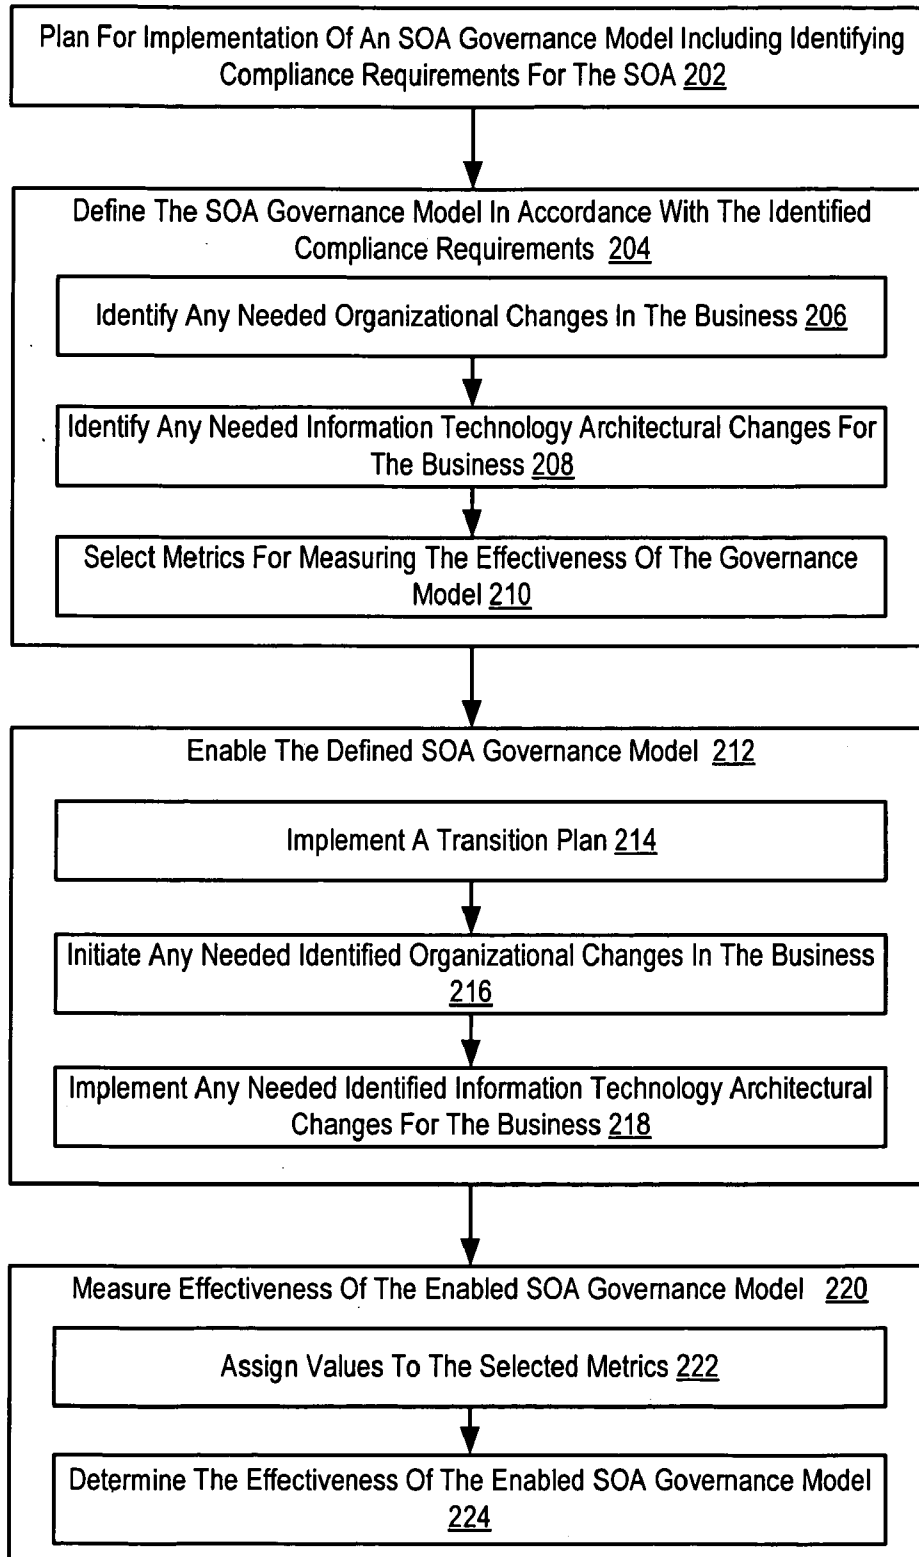 Plan For Implementation Of An SOA Governance Model Including Identifying
Compliance Requirements For The SOA 202
Define The SOA Governance Model In Accordance With The Identified
Compliance Requirements 204
Identify Any Needed Organizational Changes In The Business 206
Identify Any Needed Information Technology Architectural Changes For
The Business 208
Select Metrics For Measuring The Effectiveness Of The Governance
Model 210
Enable The Defined SOA Governance Model 212
Implement A Transition Plan 214
Initiate Any Needed Identified Organizational Changes In The Business
216
Implement Any Needed Identified Information Technology Architectural
Changes For The Business 218
Measure Effectiveness Of The Enabled SOA Governance Model 220
Assign Values To The Selected Metrics 222
Determine The Effectiveness Of The Enabled SOA Governance Model
224